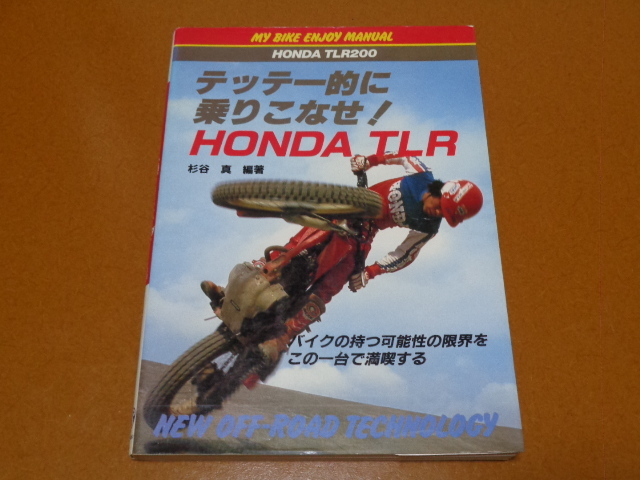 MY BIKE ENJOY MANUAL
HONDA TLR200
テッテー的に
乗りこなせ!
HONDA TLR
杉谷 真 編著
HONDA
バイクの持つ可能性の限界を
この一台で満喫する
NEW OFF-ROAD TECHNOLOGY